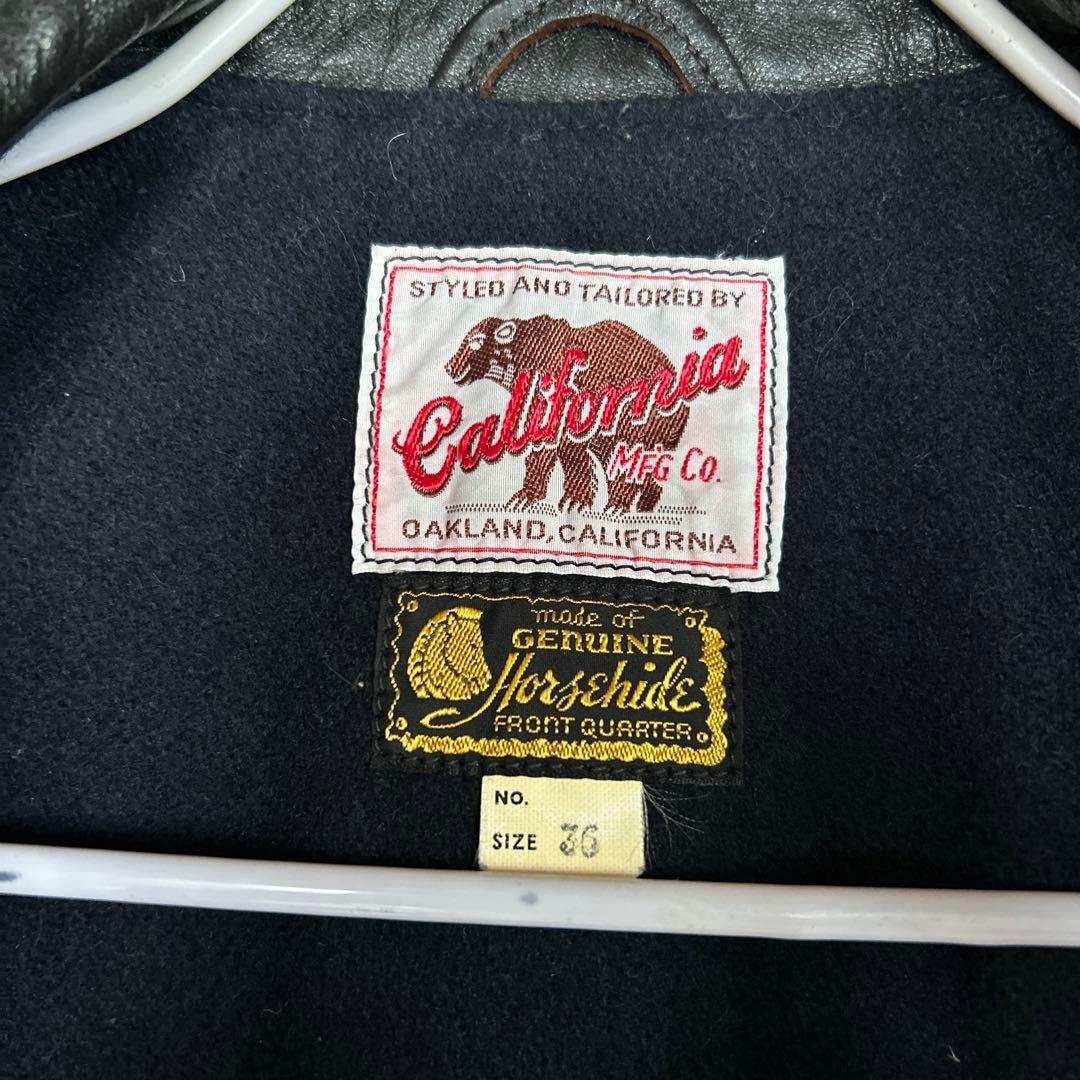 STYLED AND TAILORED BY
California
MFG Co.
OAKLAND, CALIFORNIA
made of
GENUINE
Horsehide
FRONT QUARTER
NO.
SIZE 36